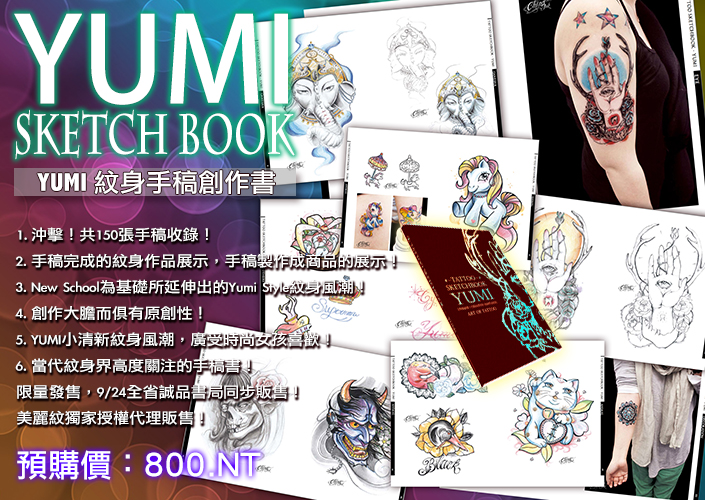 YUMI
SKETCH BOOK
YUMI 紋身手稿創作書
1. 沖擊！共150張手稿收錄！
2. 手稿完成的紋身作品展示，手稿製作成商品的展示！
3. New School為基礎所延伸出的Yumi Style紋身風潮！
4. 創作大膽而俱有原創性！
5. YUMI小清新紋身風潮，廣受時尚女孩喜歡！
6. 當代紋身界高度關注的手稿書！
限量發售，9/24全省誠品書局同步販售！
美麗紋獨家授權代理販售！
預購價：800.NT
TATTOO
SKETCHBOOK
YUMI
ART OF TATTOO
Supreme
Black